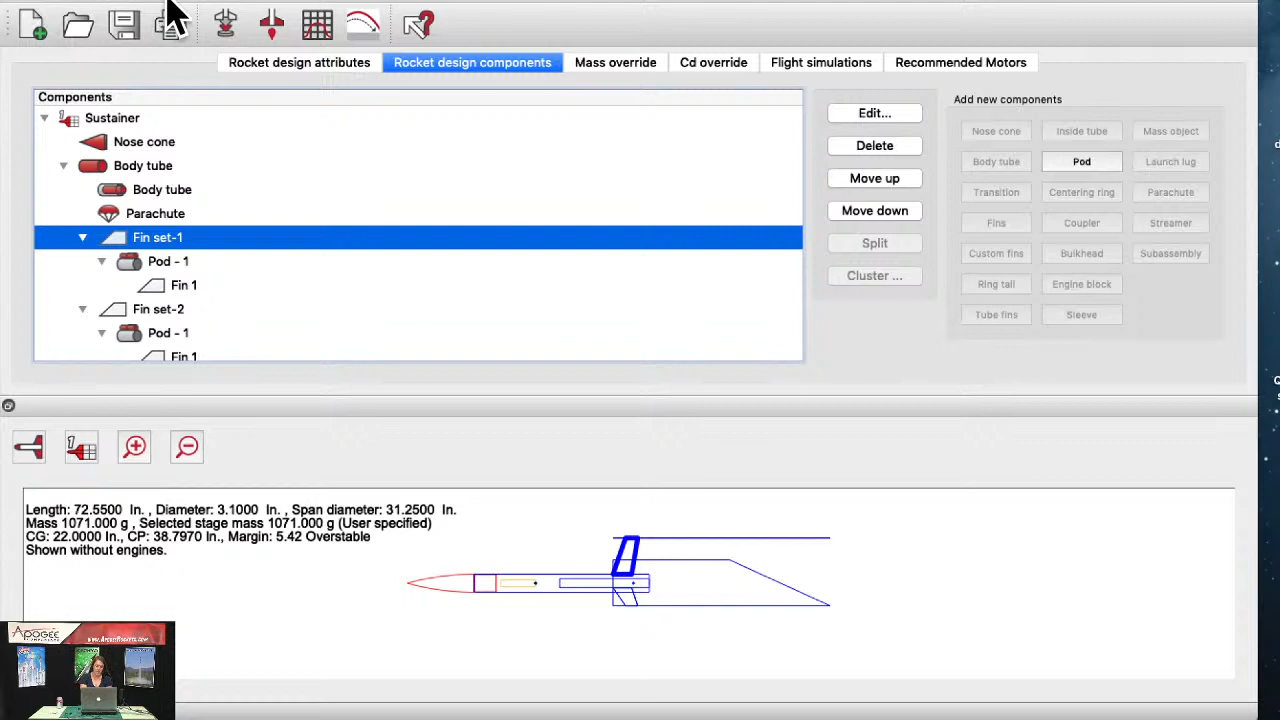 Rocket design attributes
Rocket design components
Mass override
Cd override
Flight simulations
Recommended Motors
Components
Sustainer
Nose cone
Body tube
Body tube
Parachute
Fin set-1
Pod - 1
Fin 1
Fin set-2
Pod - 1
Fin 1
Edit...
Delete
Move up
Move down
Split
Cluster ...
Add new components
Nose cone
Inside tube
Mass object
Body tube
Pod
Launch lug
Transition
Centering ring
Parachute
Fins
Coupler
Streamer
Custom fins
Bulkhead
Subassembly
Ring tail
Engine block
Tube fins
Sleeve
Length: 72.5500 In. , Diameter: 3.1000 In. , Span diameter: 31.2500 In.
Mass 1071.000 g , Selected stage mass 1071.000 g (User specified)
CG: 22.0000 In., CP: 38.7970 In., Margin: 5.42 Overstable
Shown without engines.
APOGEE
COMPONENTS
www.ApogeeRockets.com